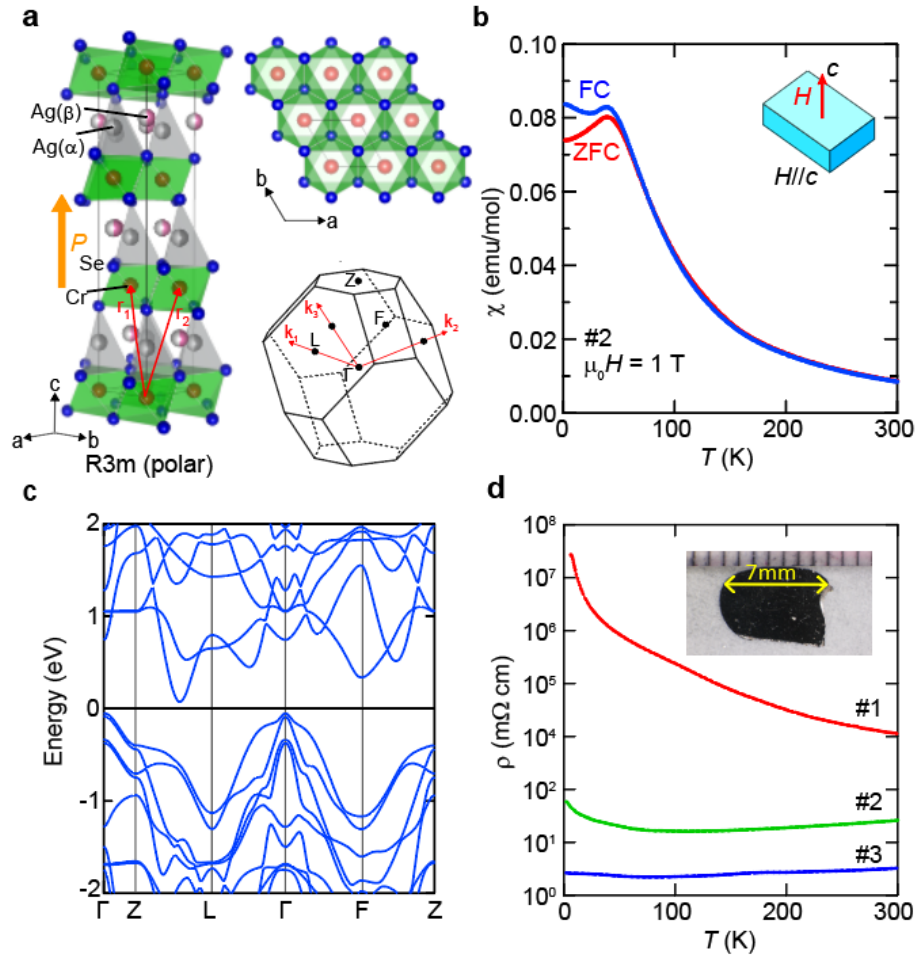 a
Ag(β)
Ag(α)
P
Se
Cr
r1
r2
c
a
b
R3m (polar)
b
a
Z
k3
k1
L
F
k2
Γ
b
χ (emu/mol)
0.10
0.08
0.06
0.04
0.02
0.00
FC
ZFC
c
H
H//c
#2
μ0H = 1 T
0
100
200
300
T (K)
c
Energy (eV)
2
1
0
-1
-2
Γ
Z
L
Γ
F
Z
d
ρ (mΩ cm)
10^8
10^7
10^6
10^5
10^4
10^2
10^1
10^0
7mm
#1
#2
#3
0
100
200
300
T (K)